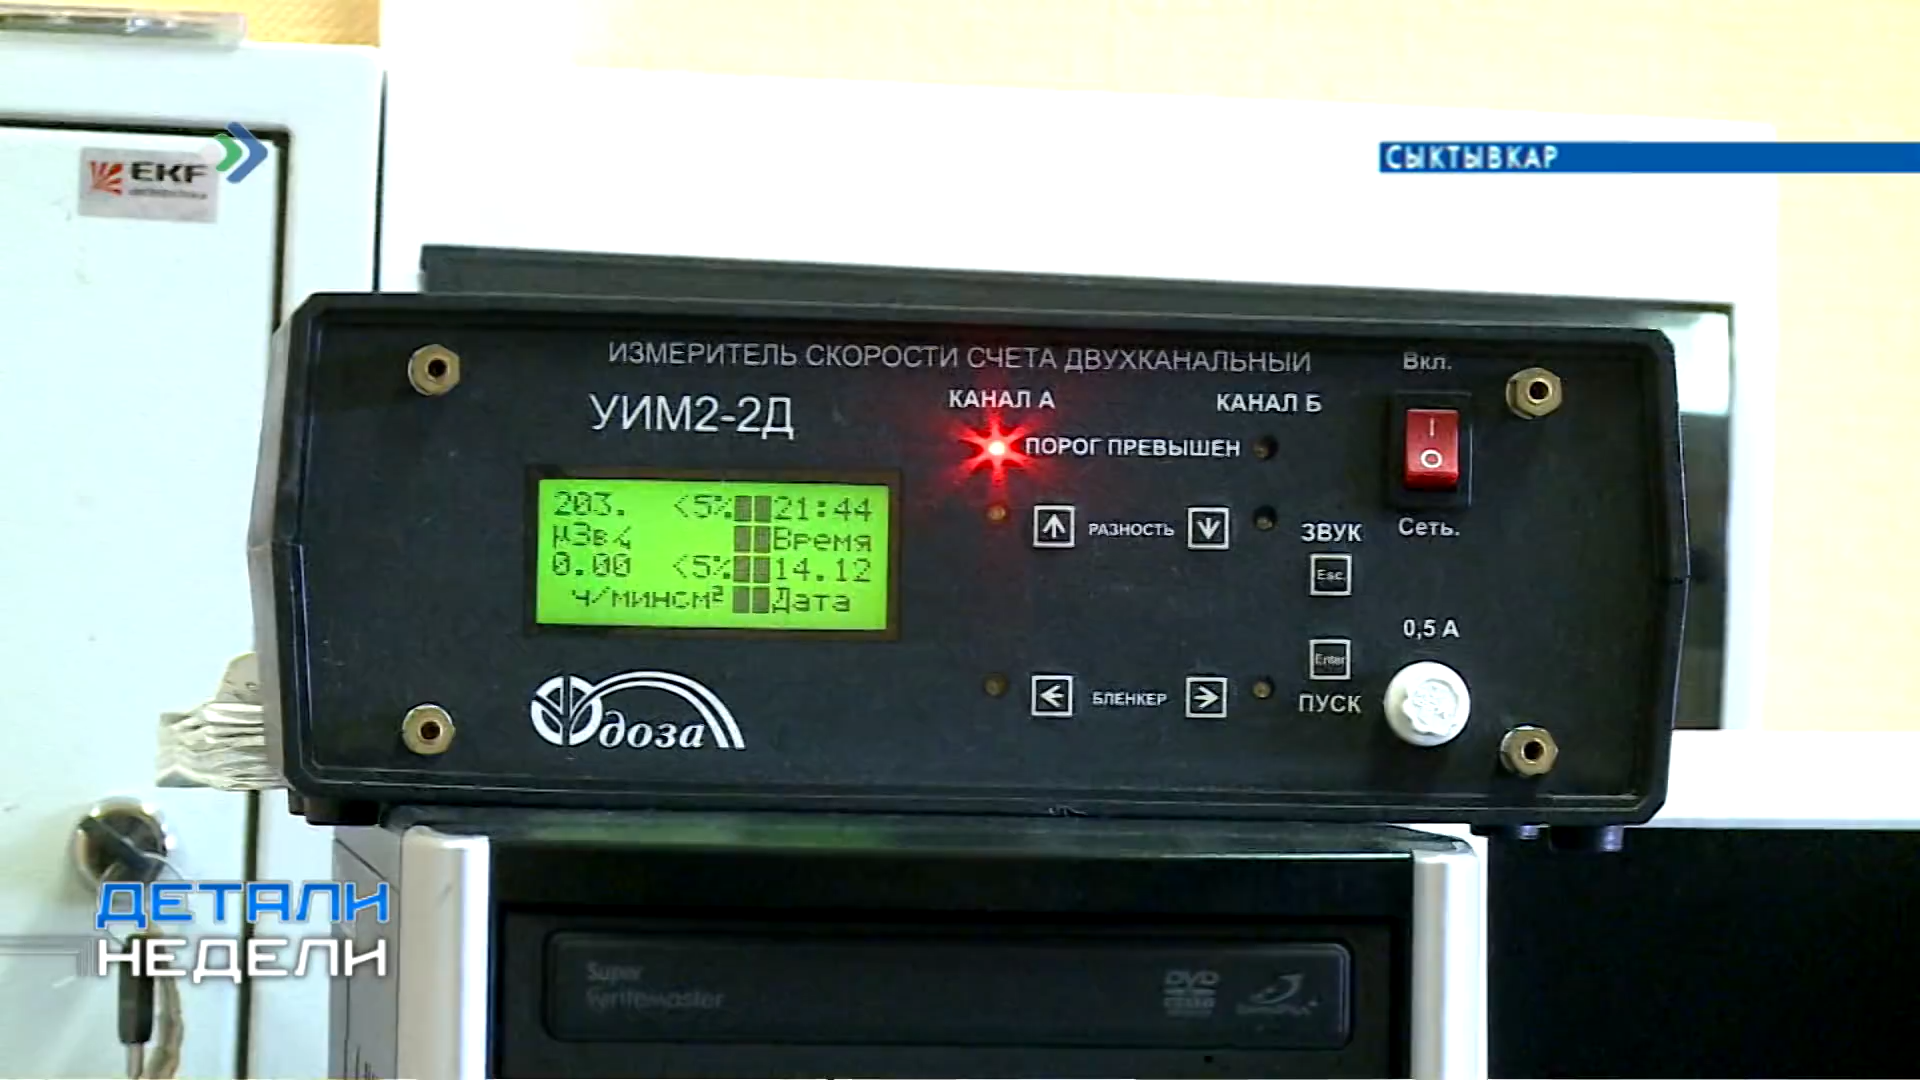 EKF
СЫКТЫВКАР
ИЗМЕРИТЕЛЬ СКОРОСТИ СЧЕТА ДВУХКАНАЛЬНЫЙ
Вкл.
УИМ2-2Д
КАНАЛ А
КАНАЛ Б
ПОРОГ ПРЕВЫШЕН
I
O
203. <5% 21:44
μЗв/ч Время
0.00 <5% 14.12
ч/минсм² Дата
РАЗНОСТЬ
ЗВУК
Сеть.
Esc.
0,5 А
Enter
БЛЕНКЕР
ПУСК
доза
ДЕТАЛИ
НЕДЕЛИ
Super
WriteMaster
DVD